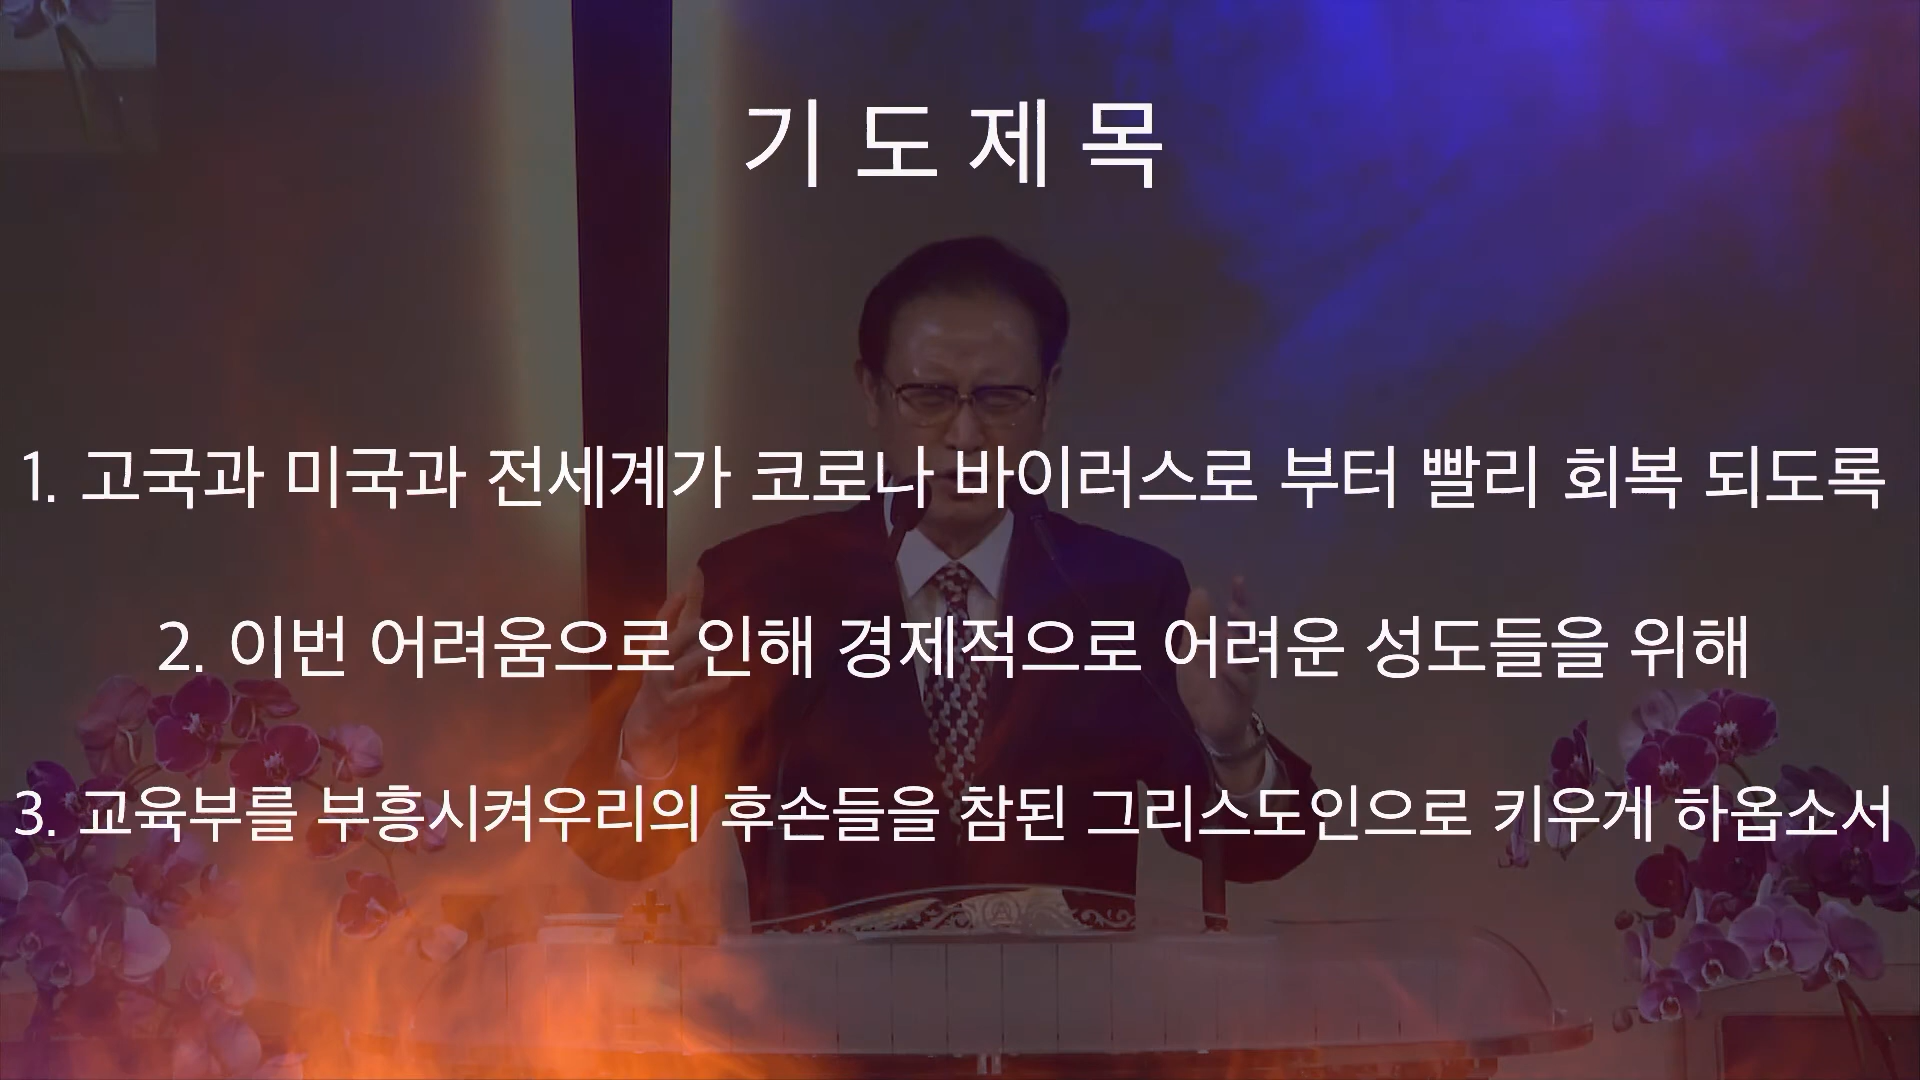 기도제목
1. 고국과 미국과 전세계가 코로나 바이러스로 부터 빨리 회복 되도록
2. 이번 어려움으로 인해 경제적으로 어려운 성도들을 위해
3. 교육부를 부흥시켜우리의 후손들을 참된 그리스도인으로 키우게 하옵소서